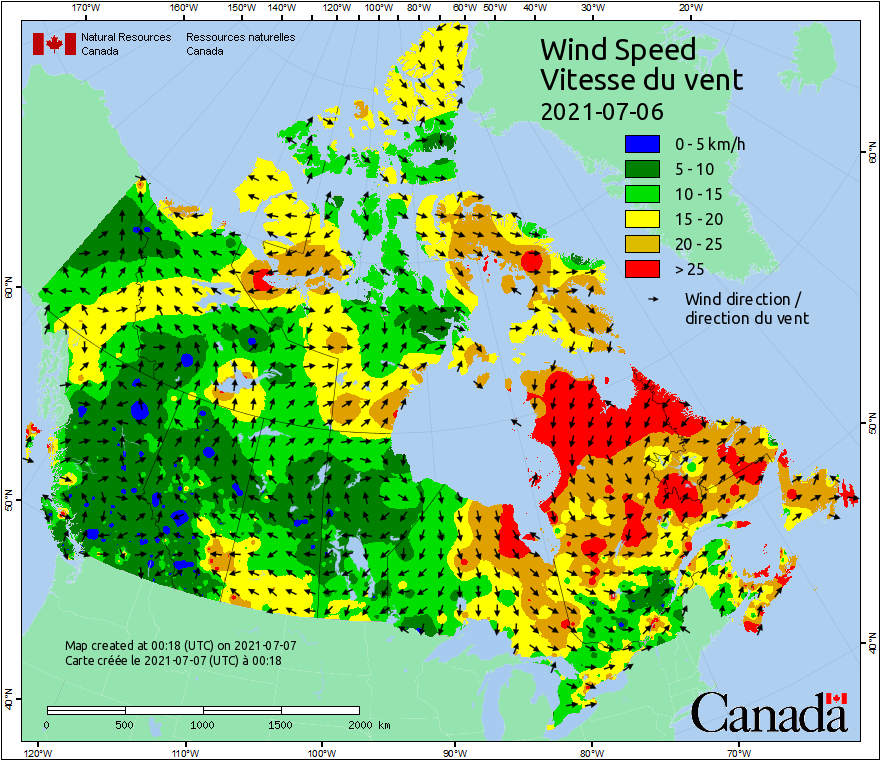 170°W 160°W 150°W 140°W 120°W 100°W 80°W 60°W 50°W 40°W 30°W 20°W
Natural Resources Canada
Ressources naturelles Canada
Wind Speed
Vitesse du vent
2021-07-06
0 - 5 km/h
5 - 10
10 - 15
15 - 20
20 - 25
> 25
Wind direction /
direction du vent
60°N
60°N
50°N
50°N
40°N
40°N
Map created at 00:18 (UTC) on 2021-07-07
Carte créée le 2021-07-07 (UTC) à 00:18
0 500 1000 1500 2000 km
Canada
120°W 110°W 100°W 90°W 80°W 70°W